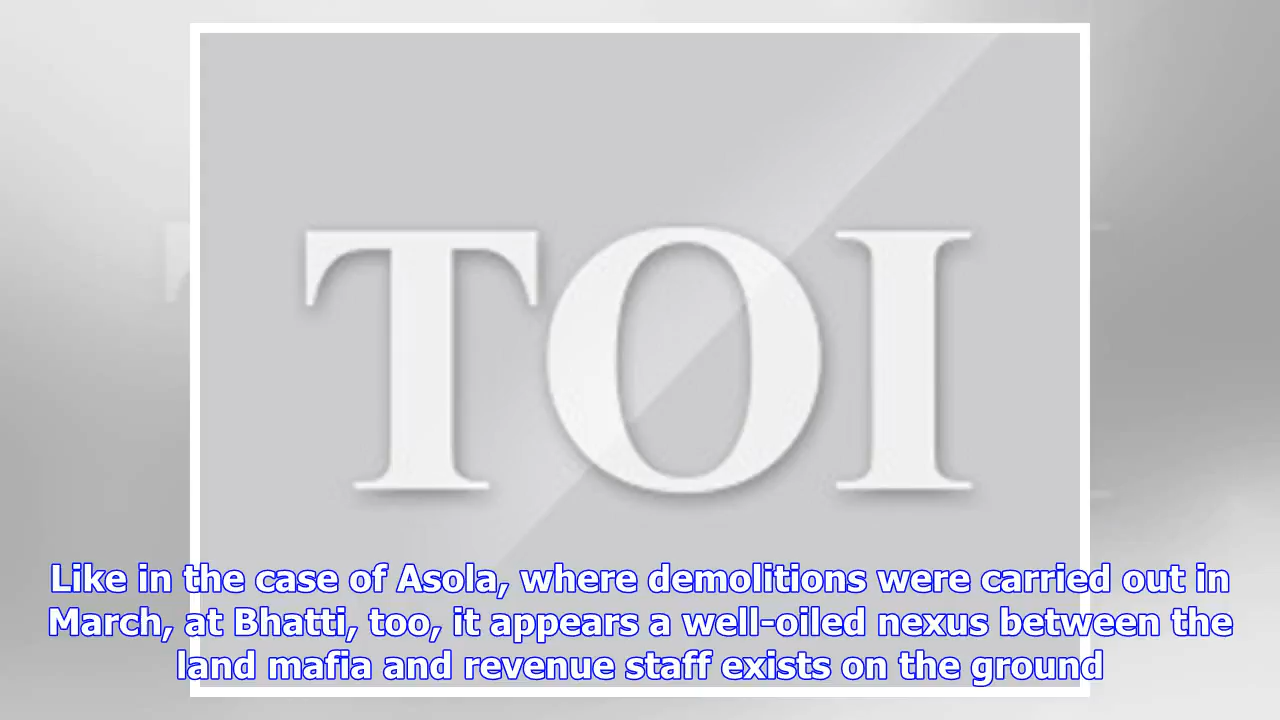 TOI
Like in the case of Asola, where demolitions were carried out in
March, at Bhatti, too, it appears a well-oiled nexus between the
land mafia and revenue staff exists on the ground